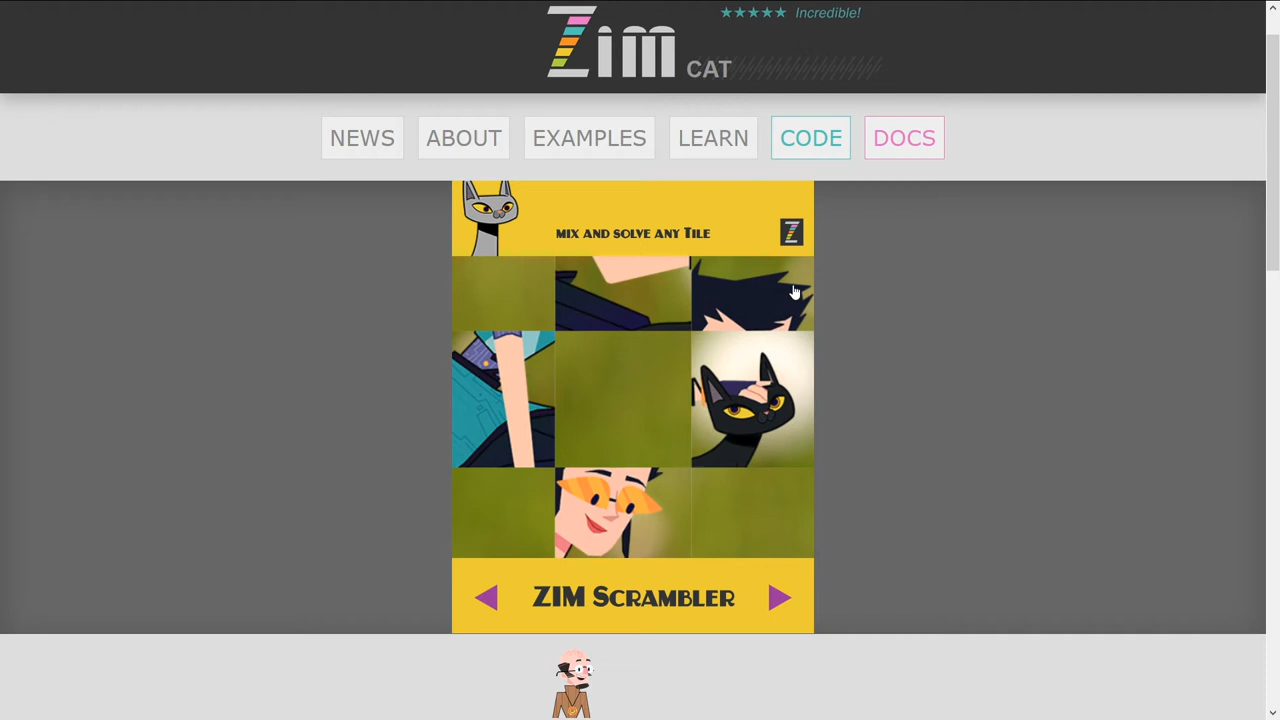 ★★★★★ Incredible!
Zim CAT
NEWS ABOUT EXAMPLES LEARN CODE DOCS
MIX AND SOLVE ANY TILE
Z
ZIM SCRAMBLER